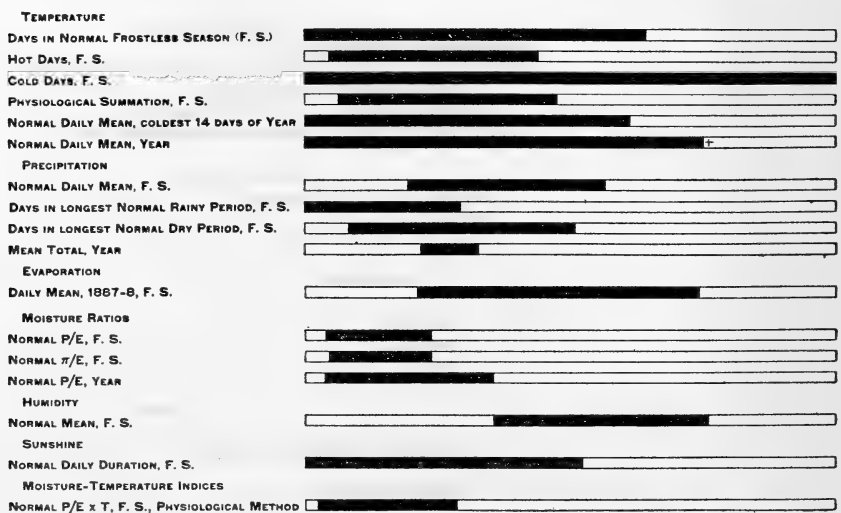 TEMPERATURE
DAYS IN NORMAL FROSTLESS SEASON (F. S.)
HOT DAYS, F. S.
COLD DAYS, F. S.
PHYSIOLOGICAL SUMMATION, F. S.
NORMAL DAILY MEAN, COLDEST 14 DAYS OF YEAR
NORMAL DAILY MEAN, YEAR +
PRECIPITATION
NORMAL DAILY MEAN, F. S.
DAYS IN LONGEST NORMAL RAINY PERIOD, F. S.
DAYS IN LONGEST NORMAL DRY PERIOD, F. S.
MEAN TOTAL, YEAR
EVAPORATION
DAILY MEAN, 1887-8, F. S.
MOISTURE RATIOS
NORMAL P/E, F. S.
NORMAL π/E, F. S.
NORMAL P/E, YEAR
HUMIDITY
NORMAL MEAN, F. S.
SUNSHINE
NORMAL DAILY DURATION, F. S.
MOISTURE-TEMPERATURE INDICES
NORMAL P/E X T, F. S., PHYSIOLOGICAL METHOD